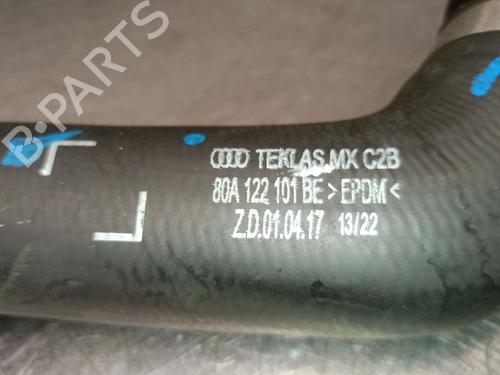 B-PARTS
TEKLAS.MX C2B
80A 122 101 BE >EPDM<
Z.D.01.04.17 13/22